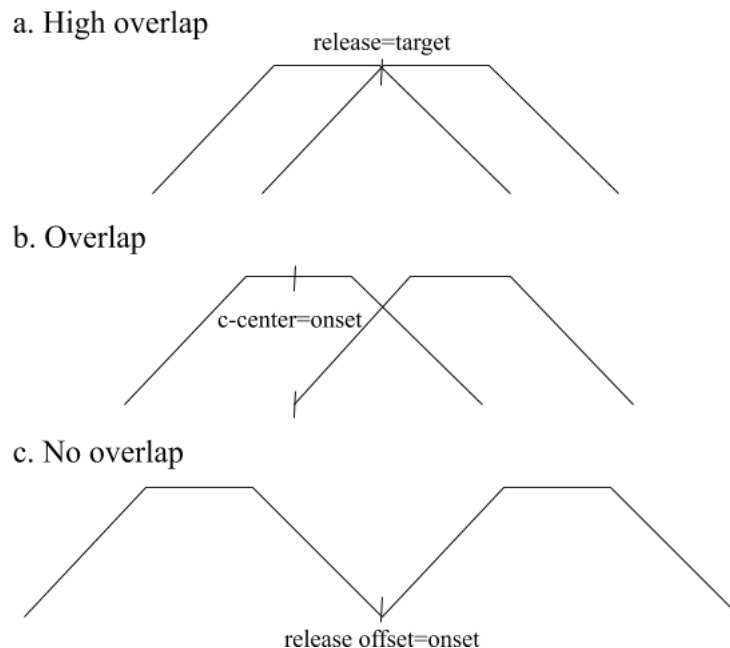 a. High overlap
release=target
b. Overlap
c-center=onset
c. No overlap
release offset=onset